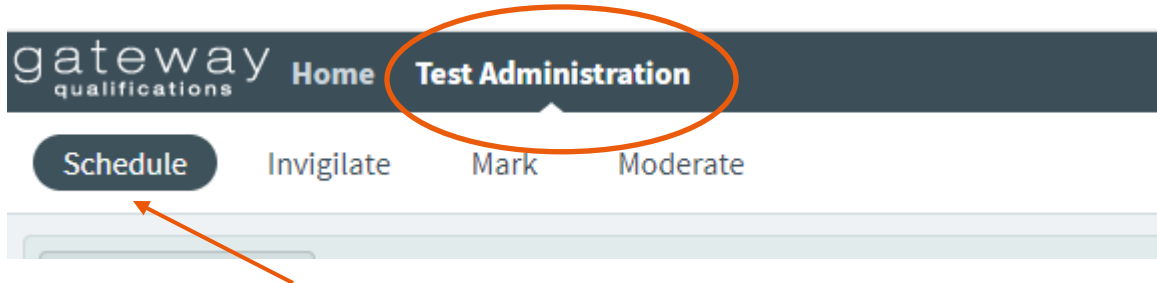 gateway Home Test Administration
qualifications
Schedule Invigilate Mark Moderate